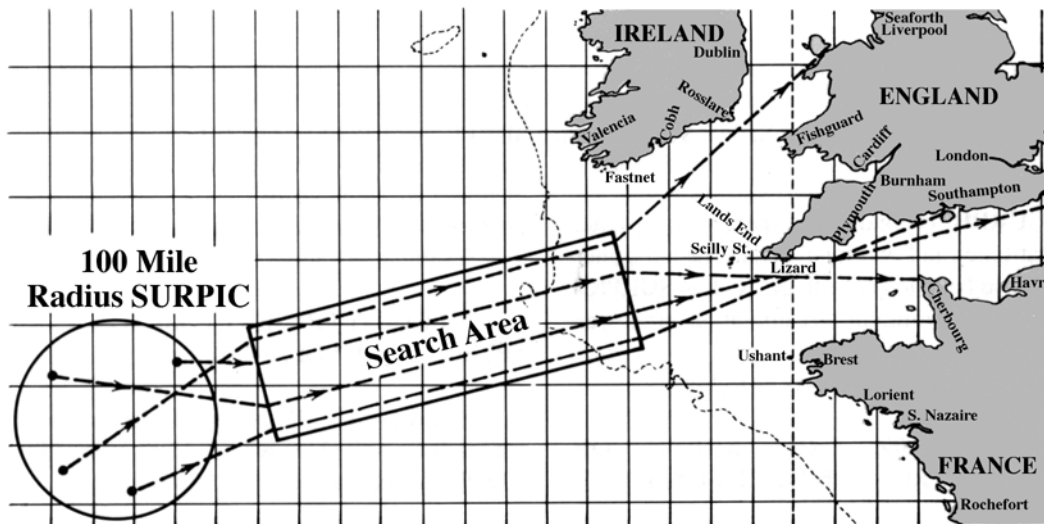 Seaforth
Liverpool
IRELAND
Dublin
ENGLAND
Rosslare
Valencia
Cobh
Fishguard
Cardiff
London
Fastnet
Burnham
Southampton
Plymouth
Lands End
Scilly St.
Lizard
100 Mile
Radius SURPIC
Havr
Cherbourg
Search Area
Ushant
Brest
Lorient
S. Nazaire
FRANCE
Rochefort